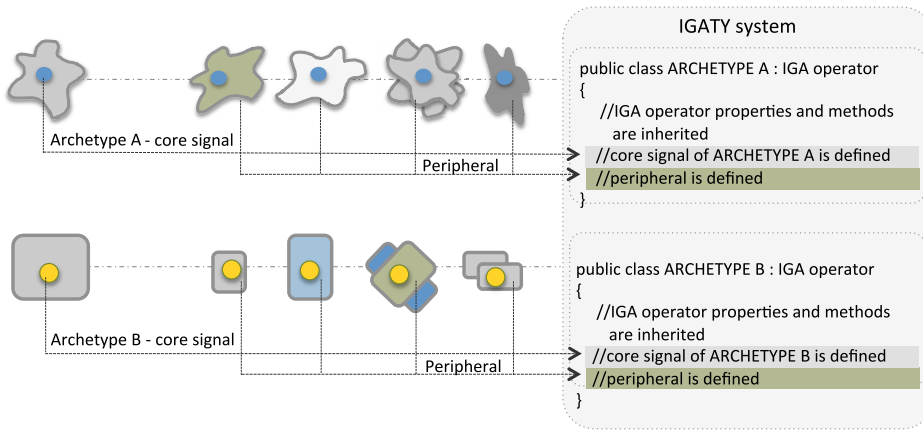 IGATY system
public class ARCHETYPE A : IGA operator
{
//IGA operator properties and methods
are inherited
Archetype A - core signal
//core signal of ARCHETYPE A is defined
Peripheral
//peripheral is defined
}
public class ARCHETYPE B : IGA operator
{
//IGA operator properties and methods
are inherited
Archetype B - core signal
//core signal of ARCHETYPE B is defined
Peripheral
//peripheral is defined
}